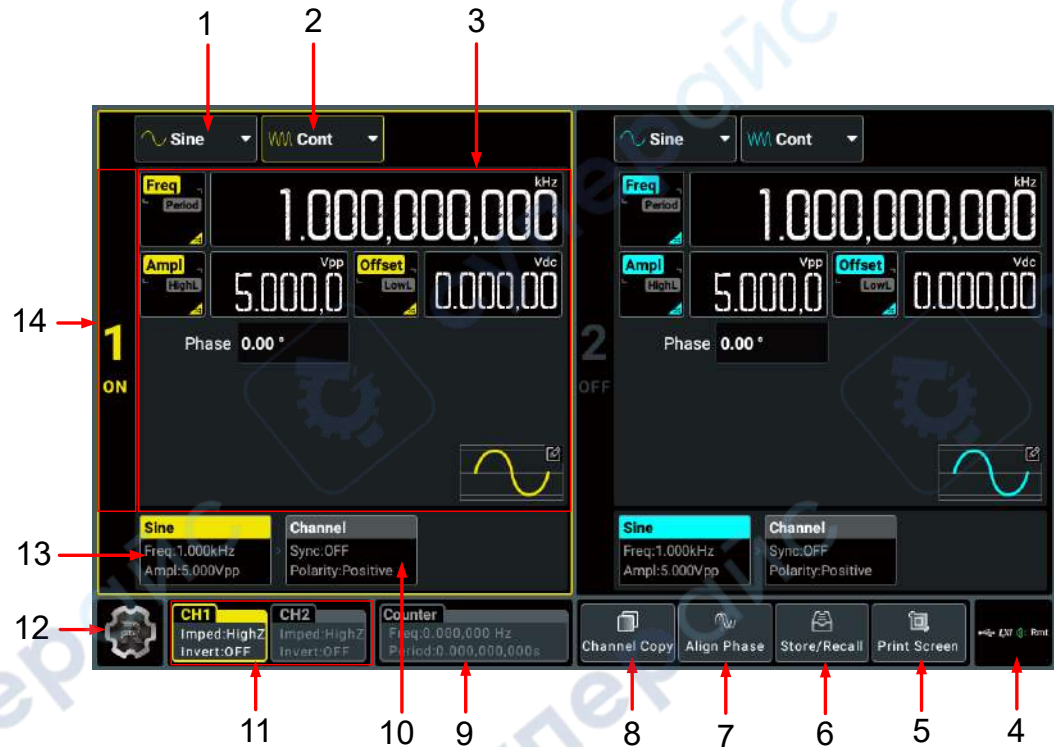 1 2 3
Sine Cont Sine Cont
Freq Period 1.000,000,000 kHz Freq Period 1.000,000,000 kHz
Ampl HighL 5.000,0 Vpp Offset LowL 0.000,00 Vdc Ampl HighL 5.000,0 Vpp Offset LowL 0.000,00 Vdc
14
1 Phase 0.00 ° 2 Phase 0.00 °
ON OFF
Sine Channel Sine Channel
13 Freq:1.000kHz Sync:OFF Freq:1.000kHz Sync:OFF
Ampl:5.000Vpp Polarity:Positive Ampl:5.000Vpp Polarity:Positive
12 CH1 CH2 Counter
Imped:HighZ Imped:HighZ Freq:0.000,000 Hz LXI Rmt
Invert:OFF Invert:OFF Period:0.000,000,000s Channel Copy Align Phase Store/Recall Print Screen
11 10 9 8 7 6 5 4